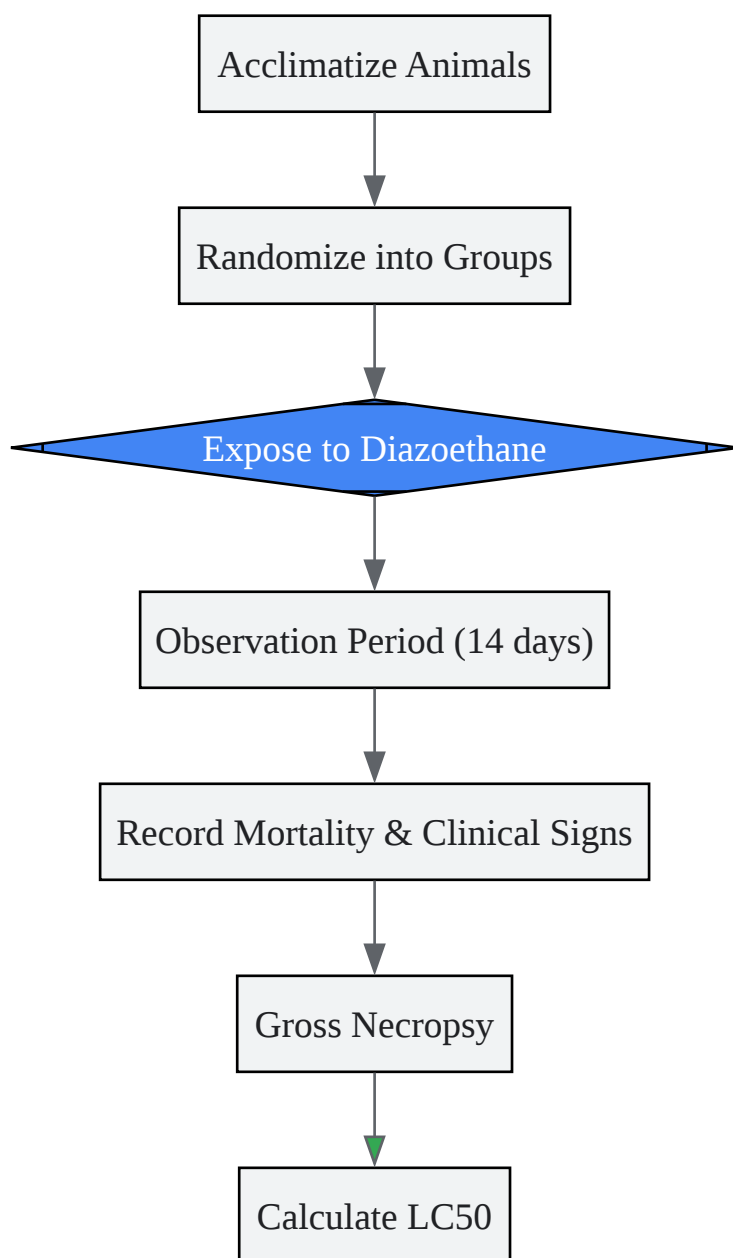 Acclimatize Animals
Randomize into Groups
Expose to Diazoethane
Observation Period (14 days)
Record Mortality & Clinical Signs
Gross Necropsy
Calculate LC50